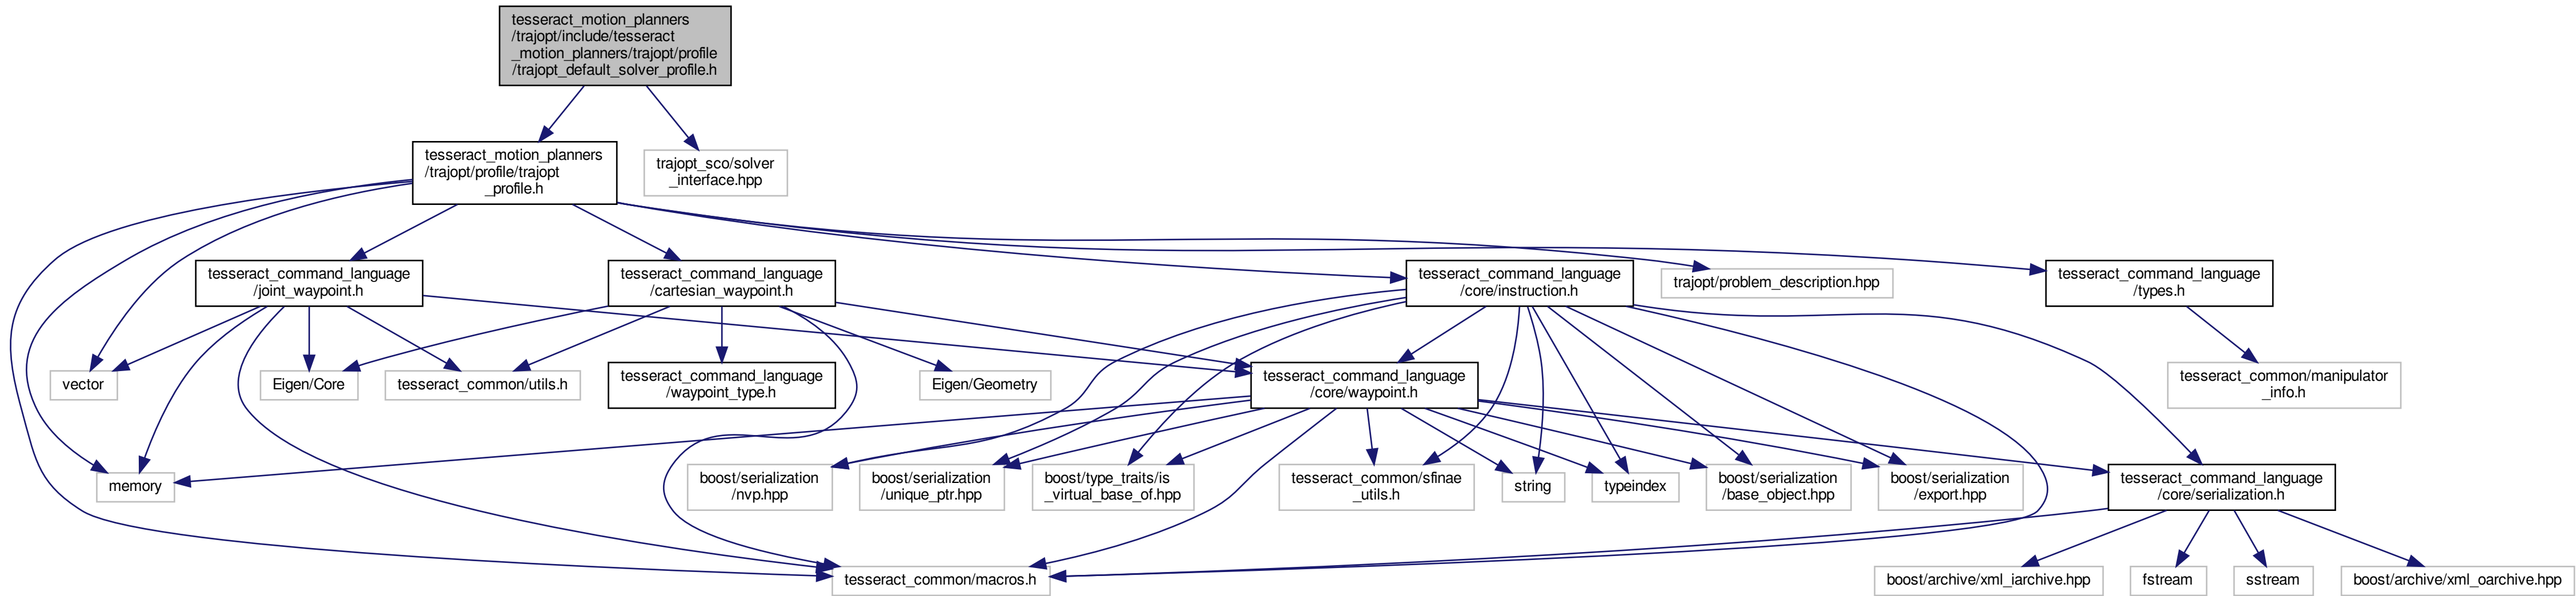 tesseract_motion_planners
/trajopt/include/tesseract
_motion_planners/trajopt/profile
/trajopt_default_solver_profile.h
tesseract_motion_planners
/trajopt/profile/trajopt
_profile.h
trajopt_sco/solver
_interface.hpp
tesseract_command_language
/joint_waypoint.h
tesseract_command_language
/cartesian_waypoint.h
tesseract_command_language
/core/instruction.h
trajopt/problem_description.hpp
tesseract_command_language
/types.h
vector
Eigen/Core
tesseract_common/utils.h
tesseract_command_language
/waypoint_type.h
Eigen/Geometry
tesseract_command_language
/core/waypoint.h
tesseract_common/manipulator
_info.h
memory
boost/serialization
/nvp.hpp
boost/serialization
/unique_ptr.hpp
boost/type_traits/is
_virtual_base_of.hpp
tesseract_common/sfinae
_utils.h
string
typeindex
boost/serialization
/base_object.hpp
boost/serialization
/export.hpp
tesseract_command_language
/core/serialization.h
tesseract_common/macros.h
boost/archive/xml_iarchive.hpp
fstream
sstream
boost/archive/xml_oarchive.hpp